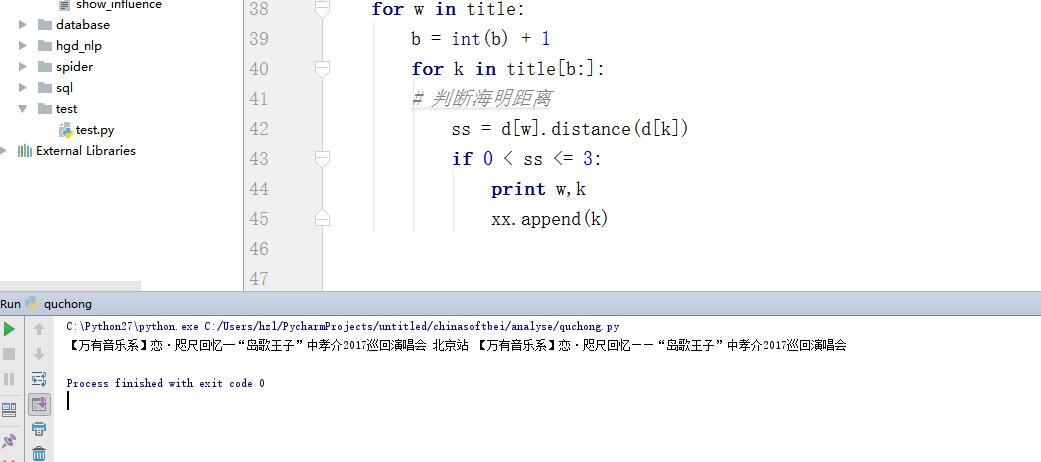 show_influence
database
hgd_nlp
spider
sql
test
test.py
External Libraries
38 for w in title:
39 b = int(b) + 1
40 for k in title[b:]:
41 # 判断海明距离
42 ss = d[w].distance(d[k])
43 if 0 < ss <= 3:
44 print w,k
45 xx.append(k)
46
47
Run quchong
C:\Python27\python.exe C:/Users/hzl/PycharmProjects/untitled/chinasoftbei/analyse/quchong.py
【万有音乐系】恋·咫尺回忆—“岛歌王子”中孝介2017巡回演唱会 北京站 【万有音乐系】恋·咫尺回忆——“岛歌王子”中孝介2017巡回演唱会
Process finished with exit code 0